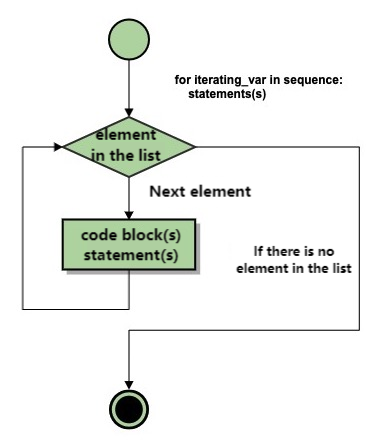 for iterating_var in sequence:
statements(s)
element
in the list
Next element
code block(s)
statement(s)
If there is no
element in the list